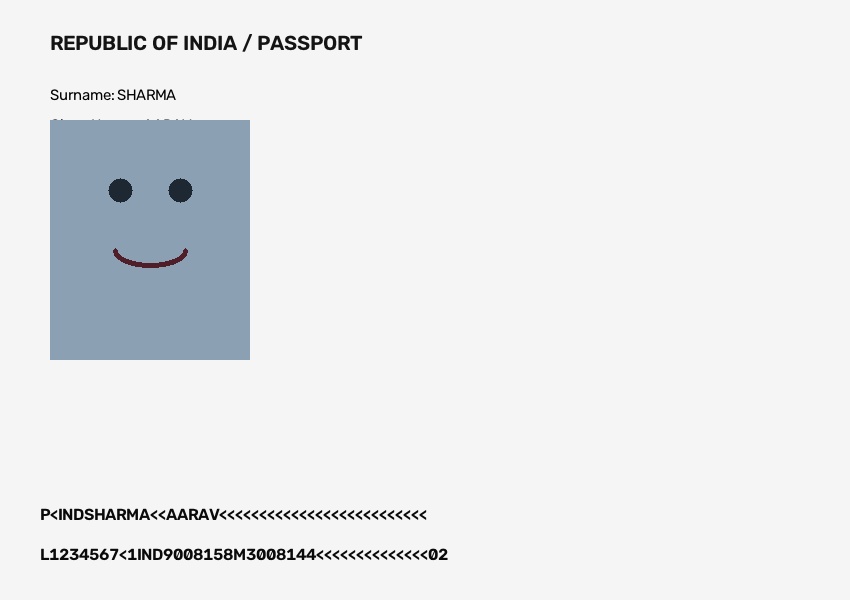 REPUBLIC OF INDIA / PASSPORT
Surname: SHARMA
P<INDSHARMA<<AARAV<<<<<<<<<<<<<<<<<<<<<<<<<<
L1234567<1IND9008158M3008144<<<<<<<<<<<<<<02